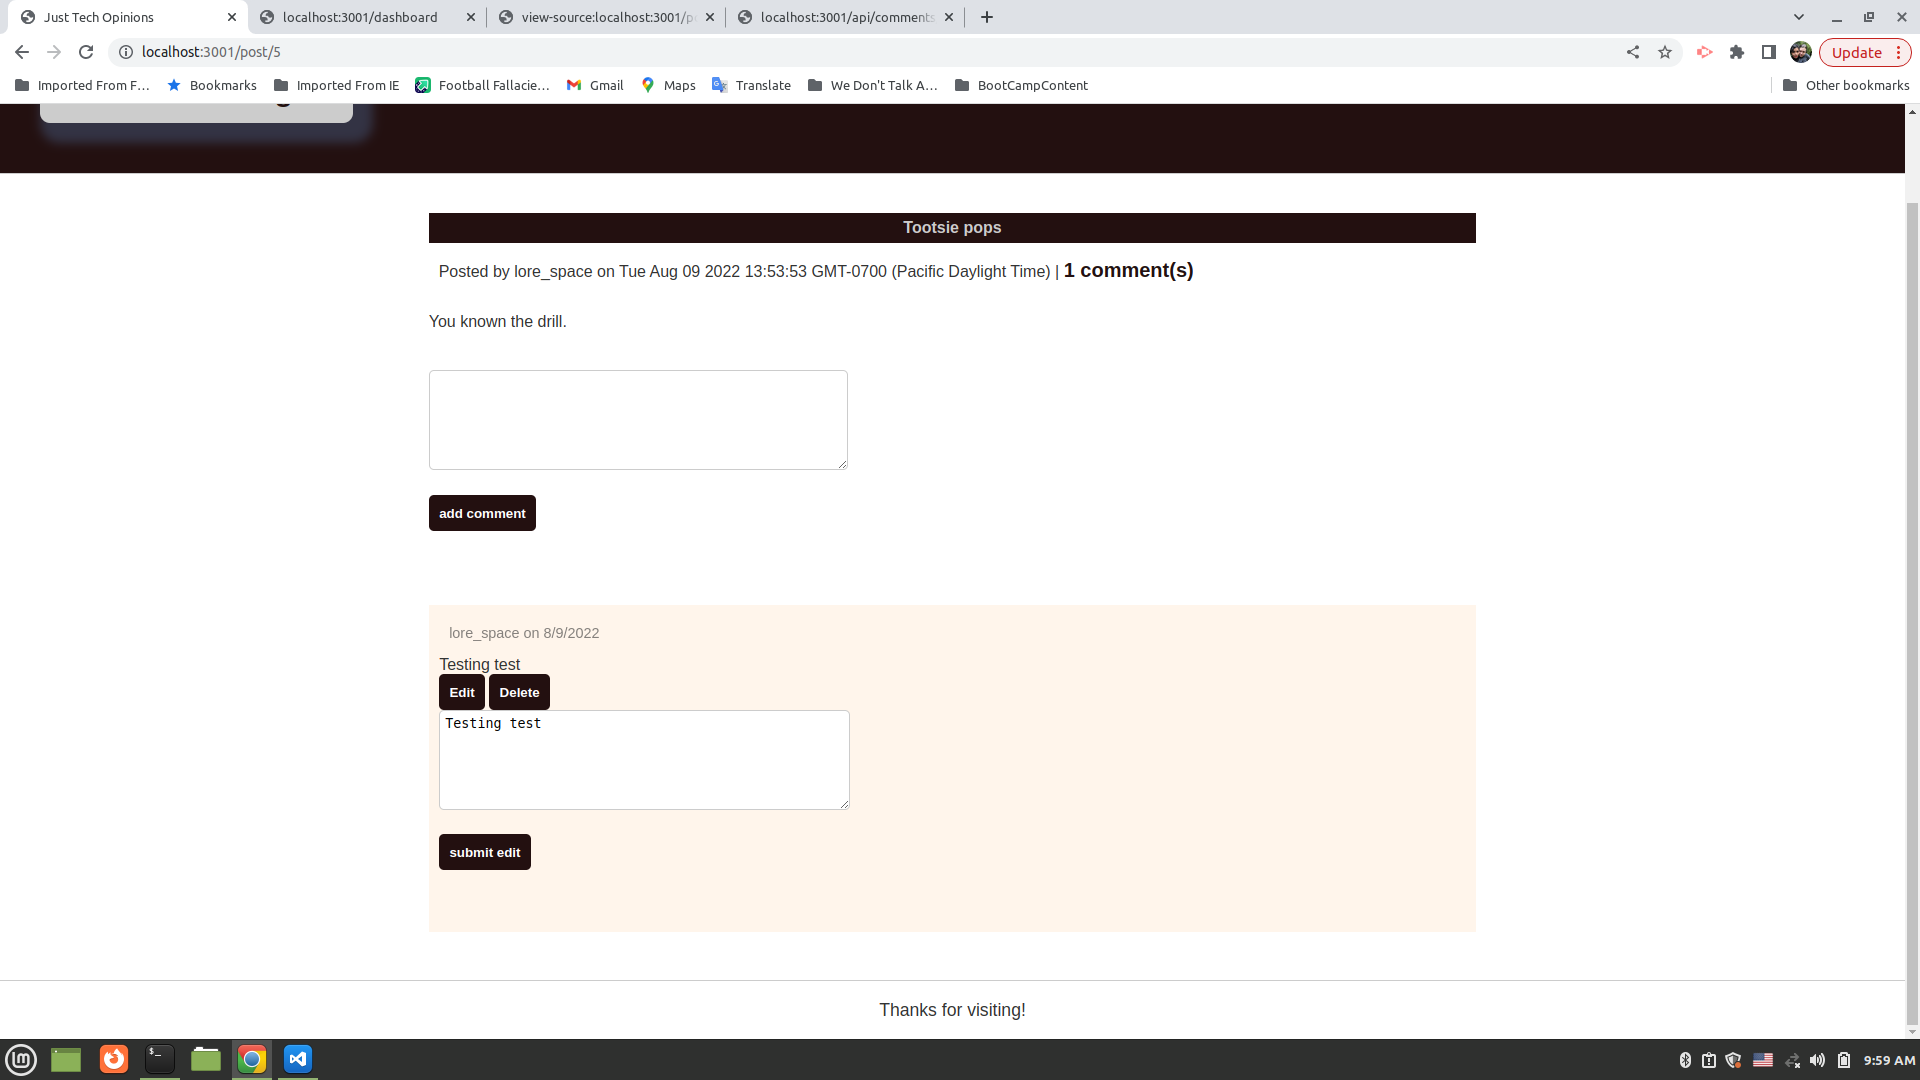 Just Tech Opinions
localhost:3001/dashboard
view-source:localhost:3001/p
localhost:3001/api/comments
localhost:3001/post/5
Update
Imported From F…
Bookmarks
Imported From IE
Football Fallacie…
Gmail
Maps
Translate
We Don't Talk A…
BootCampContent
Other bookmarks
Tootsie pops
Posted by lore_space on Tue Aug 09 2022 13:53:53 GMT-0700 (Pacific Daylight Time) | 1 comment(s)
You known the drill.
add comment
lore_space on 8/9/2022
Testing test
Edit Delete
Testing test
submit edit
Thanks for visiting!
9:59 AM